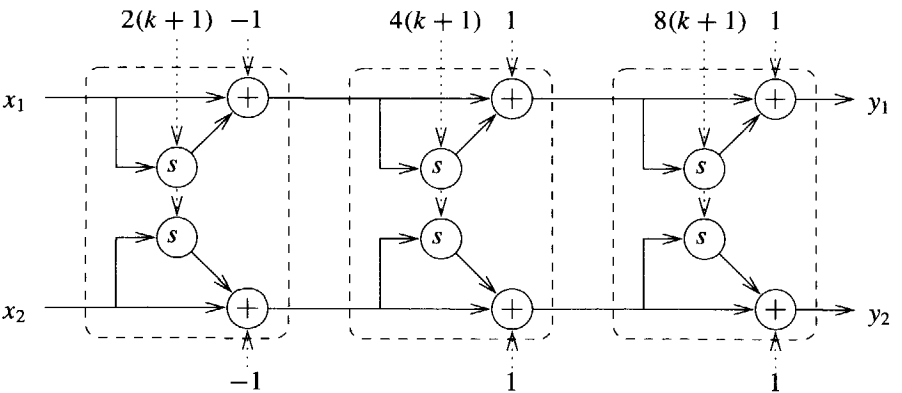 2(k + 1) −1 4(k + 1) 1 8(k + 1) 1
x₁ + + + y₁
s s s
s s s
x₂ + + + y₂
−1 1 1